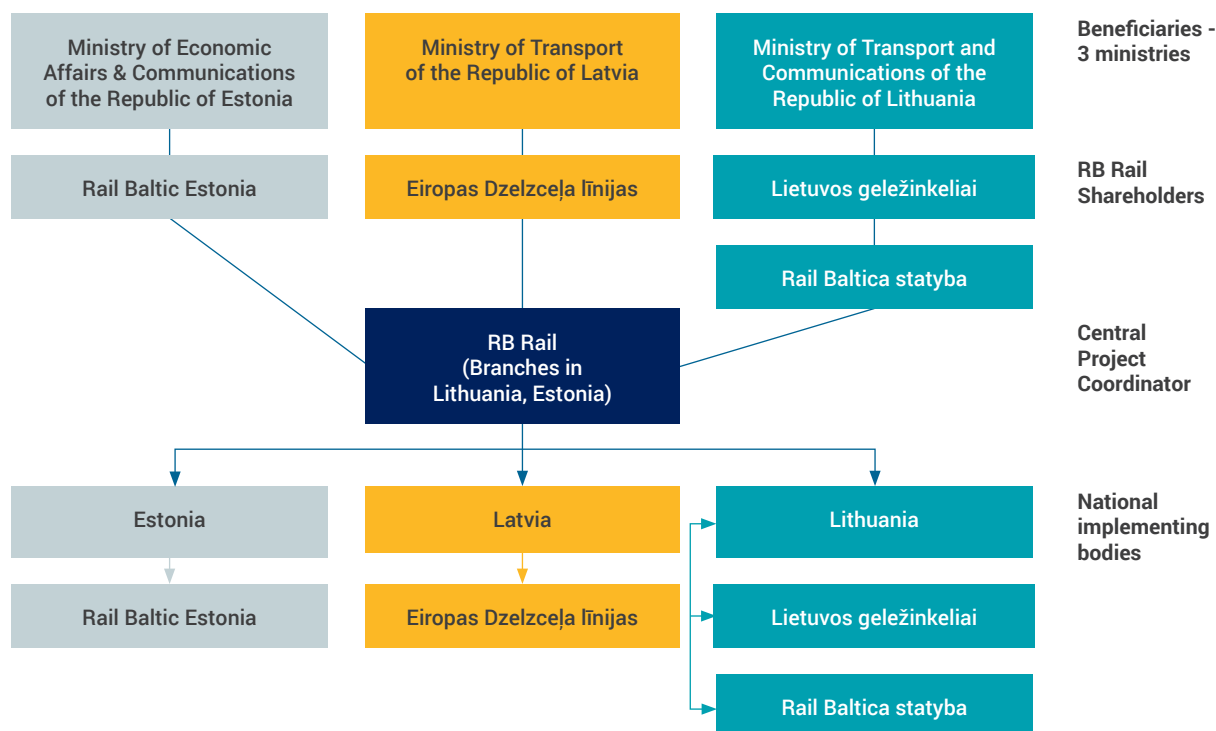 Ministry of Economic
Affairs & Communications
of the Republic of Estonia
Ministry of Transport
of the Republic of Latvia
Ministry of Transport and
Communications of the
Republic of Lithuania
Beneficiaries -
3 ministries
Rail Baltic Estonia
Eiropas Dzelzceļa līnijas
Lietuvos geležinkeliai
RB Rail
Shareholders
Rail Baltica statyba
RB Rail
(Branches in
Lithuania, Estonia)
Central
Project
Coordinator
Estonia
Latvia
Lithuania
National
implementing
bodies
Rail Baltic Estonia
Eiropas Dzelzceļa līnijas
Lietuvos geležinkeliai
Rail Baltica statyba